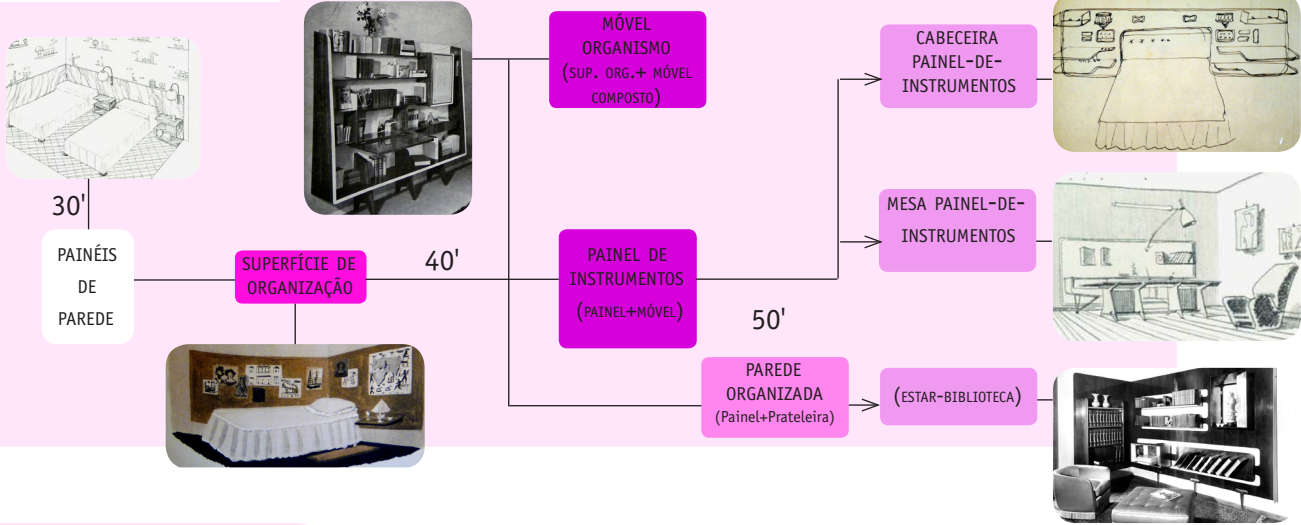 30'
PAINÉIS
DE
PAREDE
SUPERFÍCIE DE
ORGANIZAÇÃO
40'
MÓVEL
ORGANISMO
(SUP. ORG.+ MÓVEL
COMPOSTO)
PAINEL DE
INSTRUMENTOS
(PAINEL+MÓVEL)
50'
PAREDE
ORGANIZADA
(Painel+Prateleira)
CABECEIRA
PAINEL-DE-
INSTRUMENTOS
MESA PAINEL-DE-
INSTRUMENTOS
(ESTAR-BIBLIOTECA)